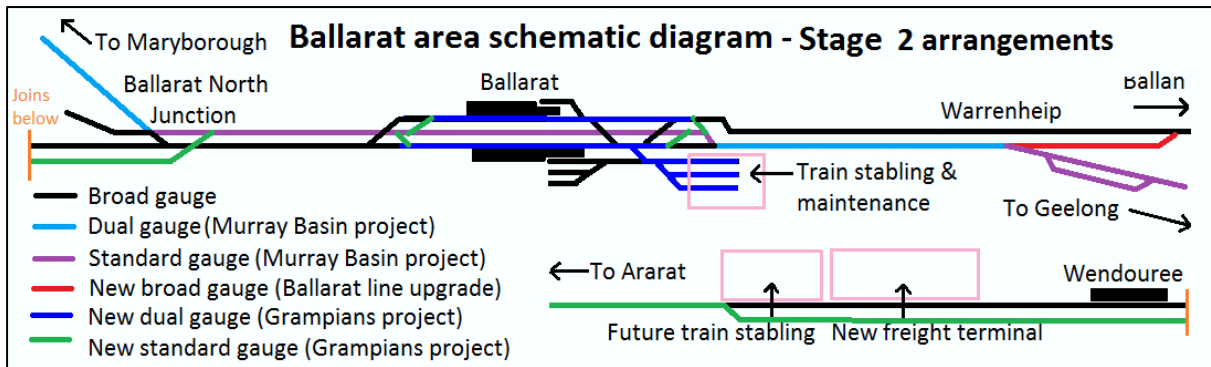 Ballarat area schematic diagram - Stage 2 arrangements
To Maryborough
Ballarat North
Junction
Ballarat
Warrenheip
Ballan
Joins
below
Train stabling &
maintenance
To Geelong
Broad gauge
Dual gauge (Murray Basin project)
Standard gauge (Murray Basin project)
New broad gauge (Ballarat line upgrade)
New dual gauge (Grampians project)
New standard gauge (Grampians project)
To Ararat
Wendouree
Future train stabling
New freight terminal